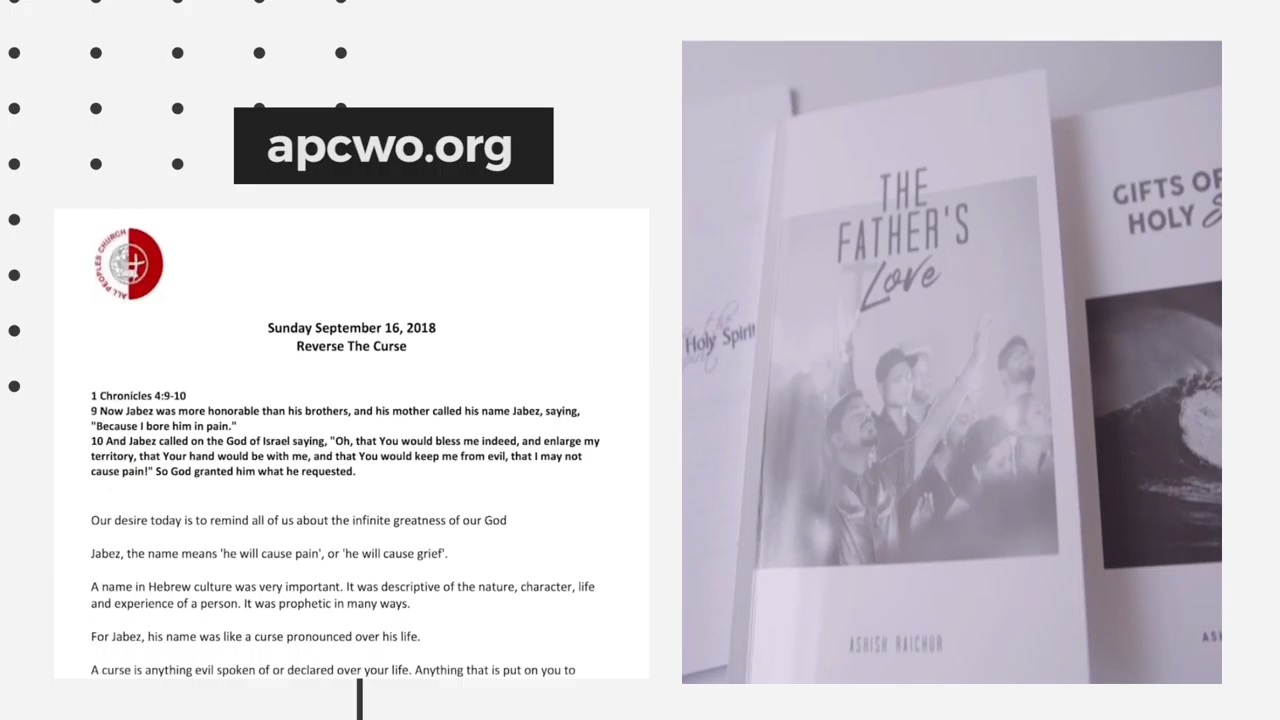 apcwo.org
ALL PEOPLES CHURCH
Sunday September 16, 2018
Reverse The Curse
1 Chronicles 4:9-10
9 Now Jabez was more honorable than his brothers, and his mother called his name Jabez, saying,
"Because I bore him in pain."
10 And Jabez called on the God of Israel saying, "Oh, that You would bless me indeed, and enlarge my
territory, that Your hand would be with me, and that You would keep me from evil, that I may not
cause pain!" So God granted him what he requested.
Our desire today is to remind all of us about the infinite greatness of our God
Jabez, the name means 'he will cause pain', or 'he will cause grief'.
A name in Hebrew culture was very important. It was descriptive of the nature, character, life
and experience of a person. It was prophetic in many ways.
For Jabez, his name was like a curse pronounced over his life.
A curse is anything evil spoken of or declared over your life. Anything that is put on you to
Holy Spirit
THE
FATHER'S
Love
ASHISH RAICHUR
GIFTS OF
HOLY